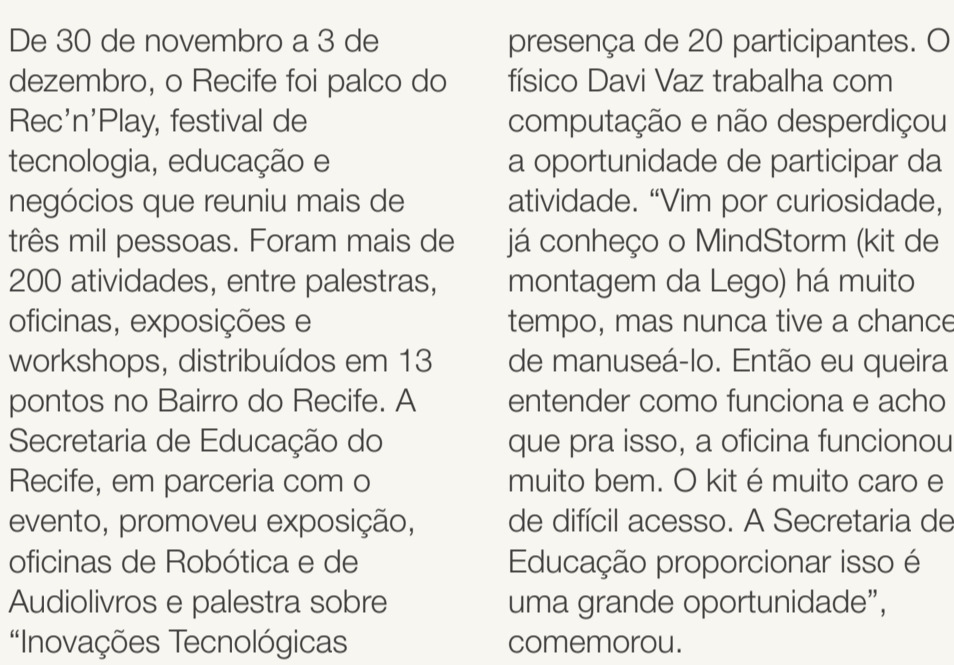 De 30 de novembro a 3 de
dezembro, o Recife foi palco do
Rec’n’Play, festival de
tecnologia, educação e
negócios que reuniu mais de
três mil pessoas. Foram mais de
200 atividades, entre palestras,
oficinas, exposições e
workshops, distribuídos em 13
pontos no Bairro do Recife. A
Secretaria de Educação do
Recife, em parceria com o
evento, promoveu exposição,
oficinas de Robótica e de
Audiolivros e palestra sobre
“Inovações Tecnológicas
presença de 20 participantes. O
físico Davi Vaz trabalha com
computação e não desperdiçou
a oportunidade de participar da
atividade. “Vim por curiosidade,
já conheço o MindStorm (kit de
montagem da Lego) há muito
tempo, mas nunca tive a chance
de manuseá-lo. Então eu queira
entender como funciona e acho
que pra isso, a oficina funcionou
muito bem. O kit é muito caro e
de difícil acesso. A Secretaria de
Educação proporcionar isso é
uma grande oportunidade”,
comemorou.